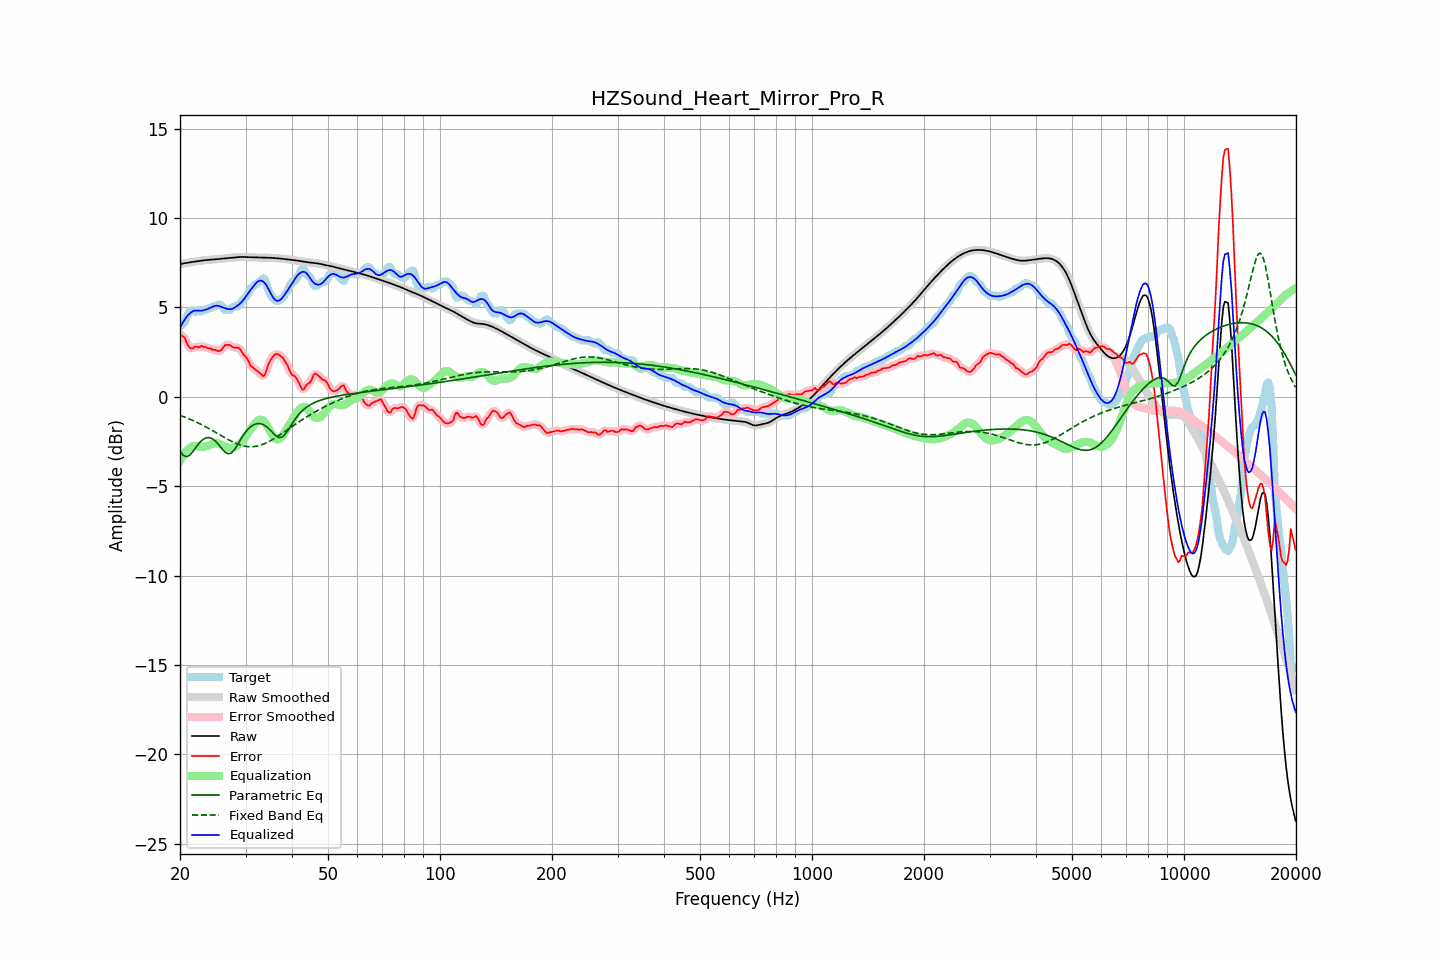 HZSound_Heart_Mirror_Pro_R
15
10
5
0
−5
−10
−15
−20
−25
Amplitude (dBr)
Target
Raw Smoothed
Error Smoothed
Raw
Error
Equalization
Parametric Eq
Fixed Band Eq
Equalized
20 50 100 200 500 1000 2000 5000 10000 20000
Frequency (Hz)